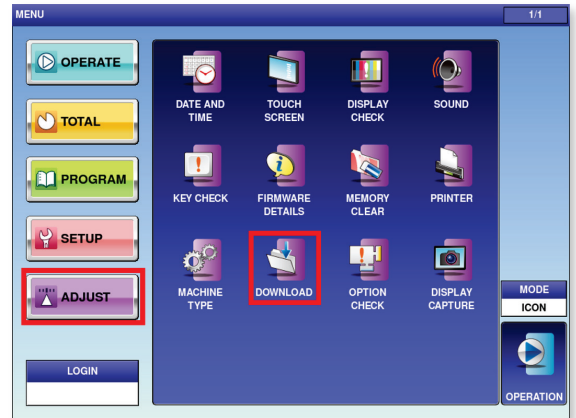 MENU
1/1
OPERATE
TOTAL
PROGRAM
SETUP
ADJUST
LOGIN
DATE AND
TIME
TOUCH
SCREEN
DISPLAY
CHECK
SOUND
KEY CHECK
FIRMWARE
DETAILS
MEMORY
CLEAR
PRINTER
MACHINE
TYPE
DOWNLOAD
OPTION
CHECK
DISPLAY
CAPTURE
MODE
ICON
OPERATION